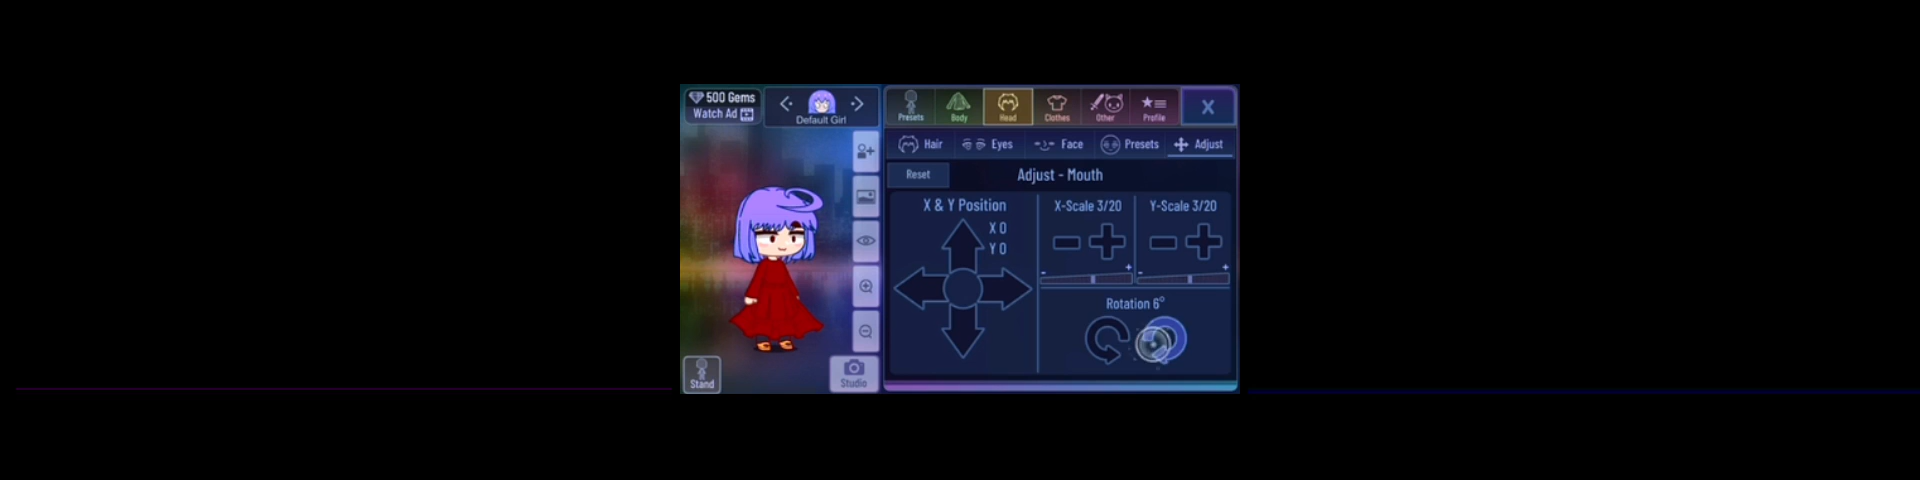 500 Gems
Watch Ad
Default Girl
Presets
Body
Head
Clothes
Other
Profile
X
Hair
Eyes
Face
Presets
Adjust
Reset
Adjust - Mouth
X & Y Position
X 0
Y 0
X-Scale 3/20
Y-Scale 3/20
Rotation 6°
Stand
Studio